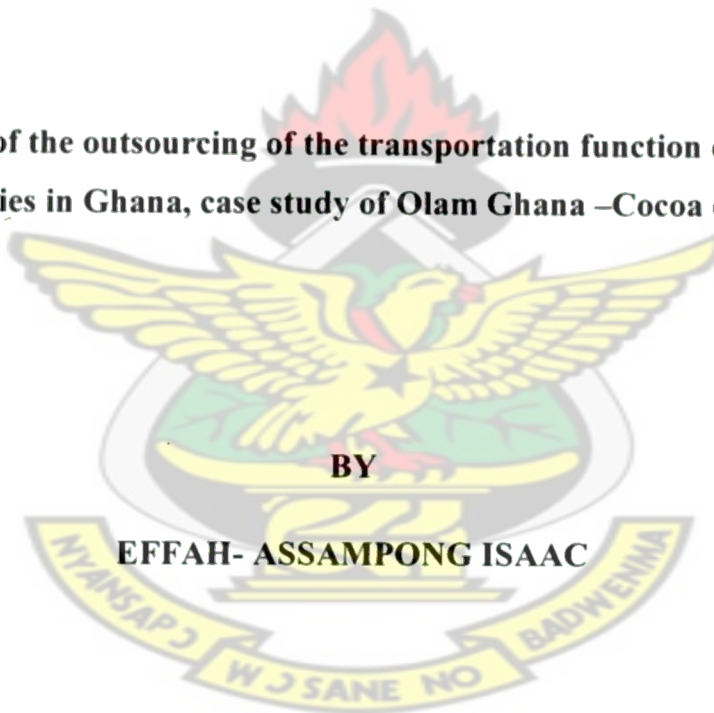 of the outsourcing of the transportation function
ies in Ghana, case study of Olam Ghana –Cocoa
BY
EFFAH- ASSAMPONG ISAAC
NYANSAPƆ WƆSANE NO BADWENMA